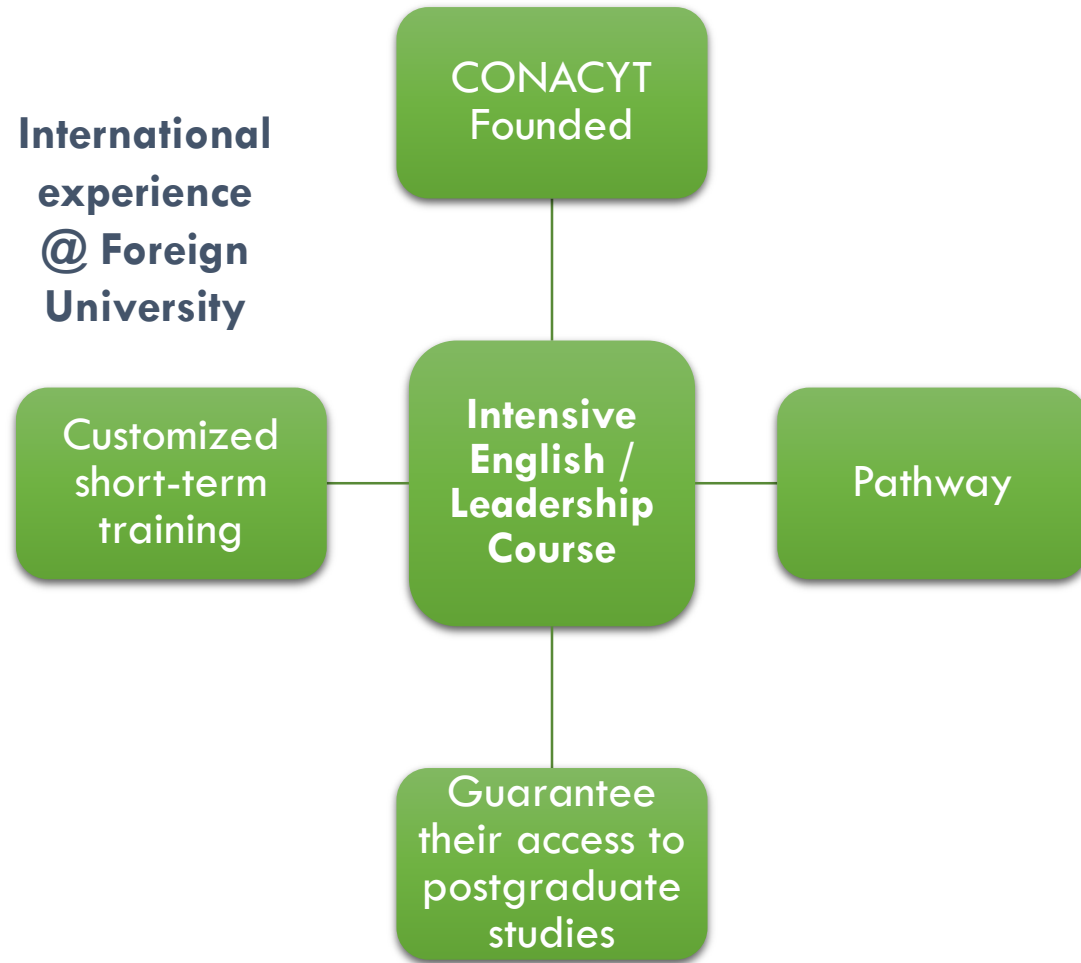 CONACYT
Founded
International
experience
@ Foreign
University
Customized
short-term
training
Intensive
English /
Leadership
Course
Pathway
Guarantee
their access to
postgraduate
studies